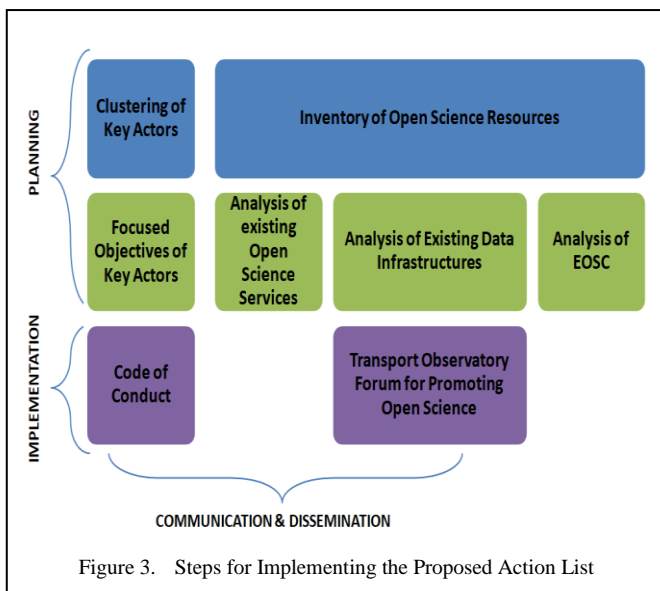 PLANNING
Clustering of
Key Actors
Inventory of Open Science Resources
Focused
Objectives of
Key Actors
Analysis of
existing
Open
Science
Services
Analysis of Existing Data
Infrastructures
Analysis of
EOSC
IMPLEMENTATION
Code of
Conduct
Transport Observatory
Forum for Promoting
Open Science
COMMUNICATION & DISSEMINATION
Figure 3. Steps for Implementing the Proposed Action List